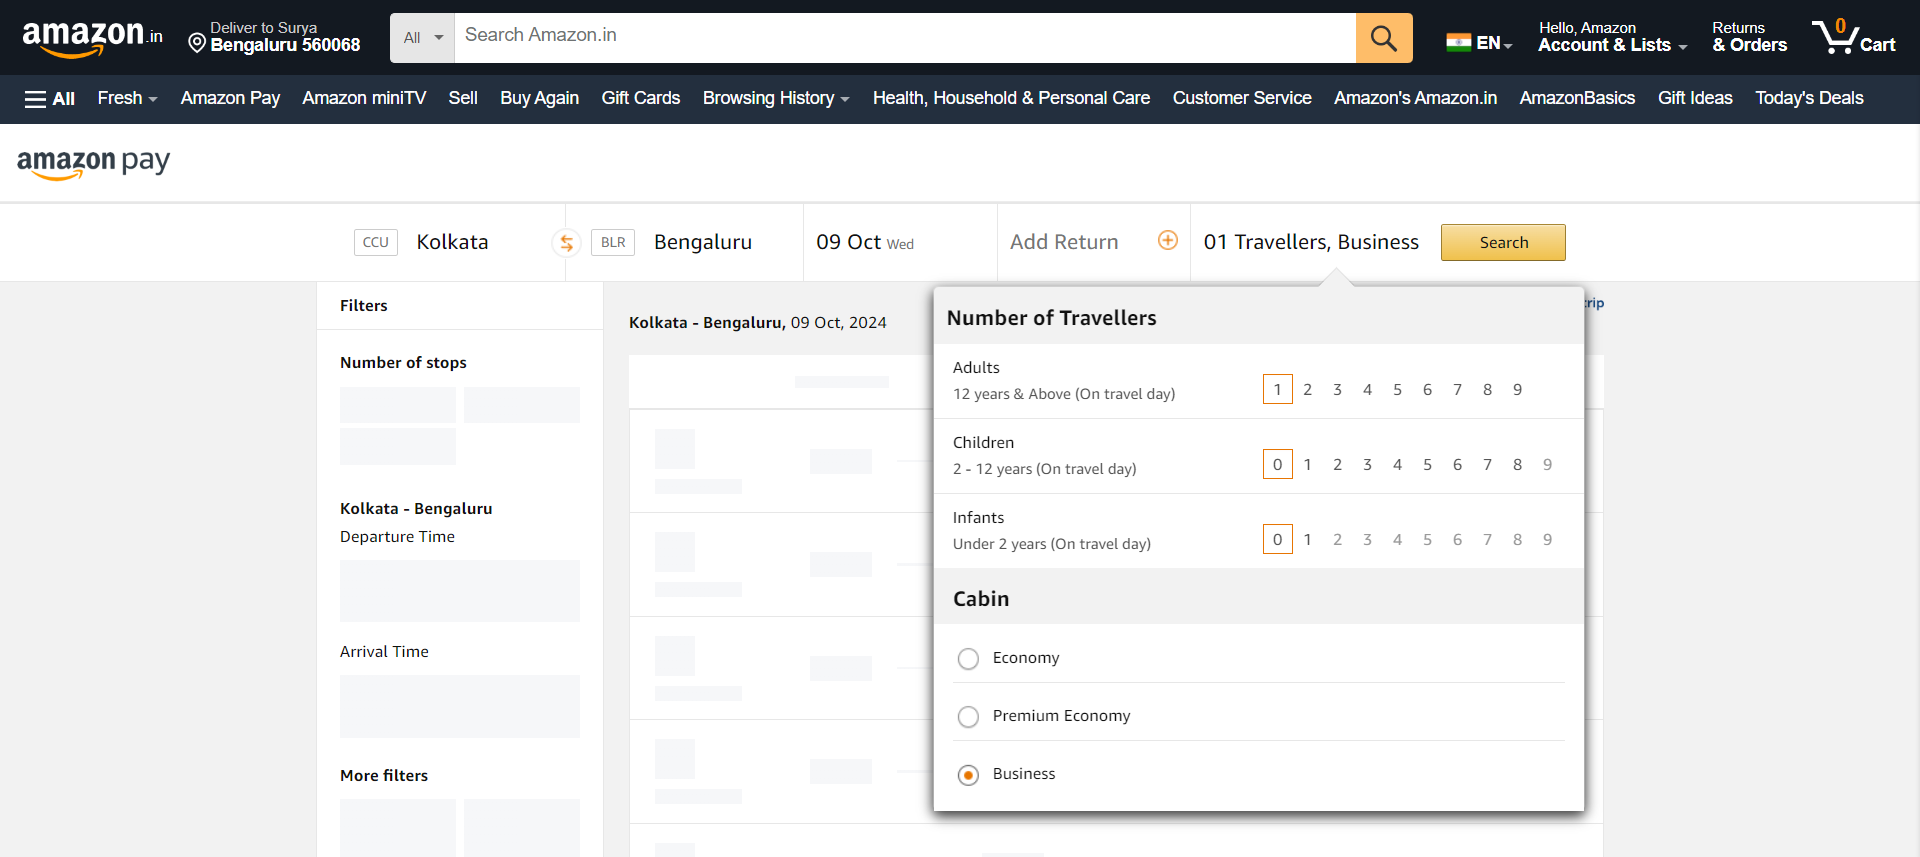 amazon.in
Deliver to Surya
Bengaluru 560068
All
Search Amazon.in
EN
Hello, Amazon
Account & Lists
Returns
& Orders
0
Cart
All
Fresh
Amazon Pay
Amazon miniTV
Sell
Buy Again
Gift Cards
Browsing History
Health, Household & Personal Care
Customer Service
Amazon's Amazon.in
AmazonBasics
Gift Ideas
Today's Deals
amazon pay
CCU Kolkata
BLR Bengaluru
09 Oct Wed
Add Return
01 Travellers, Business
Search
Filters
Number of stops
Kolkata - Bengaluru
Departure Time
Arrival Time
More filters
Kolkata - Bengaluru, 09 Oct, 2024
Number of Travellers
Adults
12 years & Above (On travel day)
1 2 3 4 5 6 7 8 9
Children
2 - 12 years (On travel day)
0 1 2 3 4 5 6 7 8 9
Infants
Under 2 years (On travel day)
0 1 2 3 4 5 6 7 8 9
Cabin
Economy
Premium Economy
Business